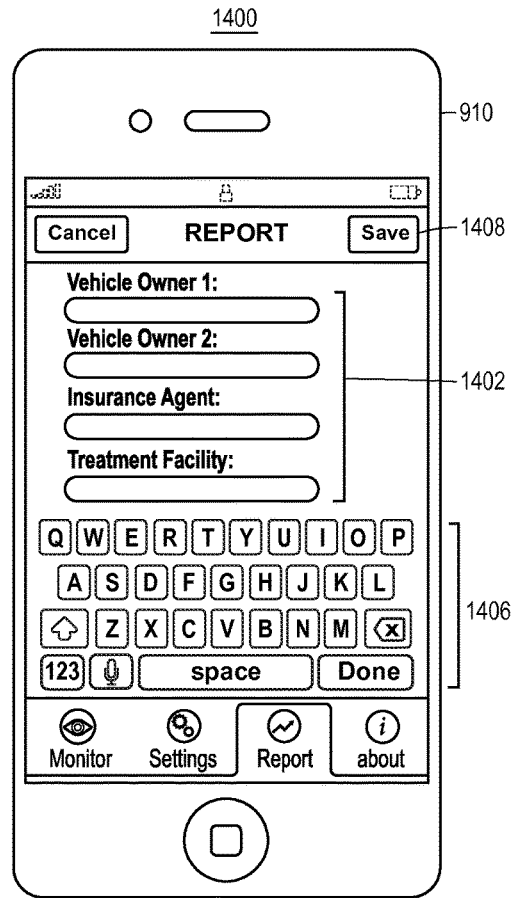 1400
910
Cancel REPORT Save
1408
Vehicle Owner 1:
Vehicle Owner 2:
1402
Insurance Agent:
Treatment Facility:
Q W E R T Y U I O P
A S D F G H J K L
1406
Z X C V B N M
123 space Done
Monitor Settings Report about